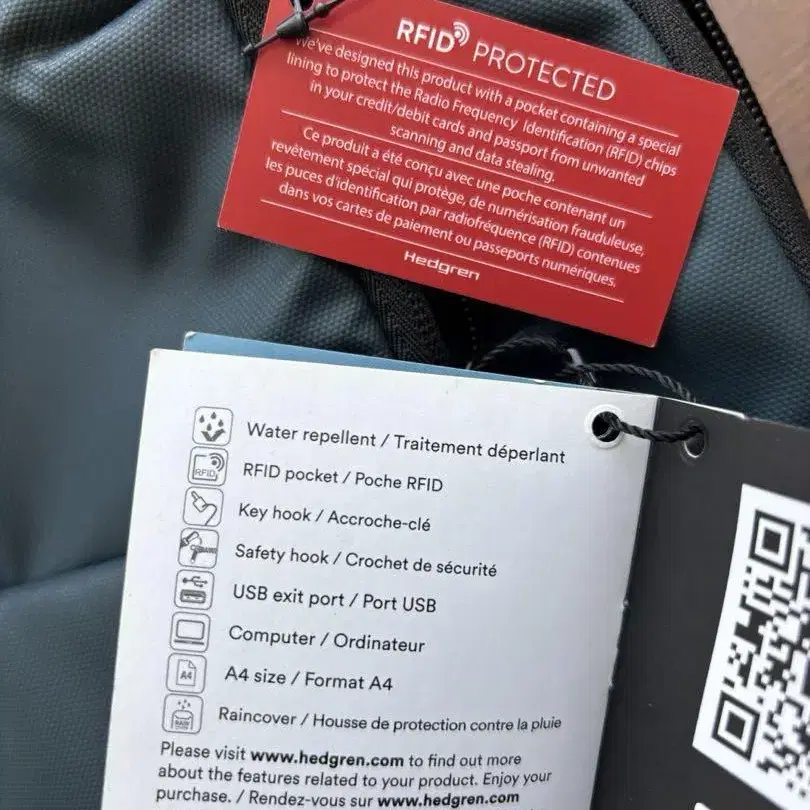 RFID PROTECTED
We've designed this product with a pocket containing a special
lining to protect the Radio Frequency Identification (RFID) chips
in your credit/debit cards and passport from unwanted
scanning and data stealing.
Ce produit a été conçu avec une poche contenant un
revêtement spécial qui protège, de numérisation frauduleuse,
les puces d'identification par radiofréquence (RFID) contenues
dans vos cartes de paiement ou passeports numériques.
Hedgren
Water repellent / Traitement déperlant
RFID
RFID pocket / Poche RFID
Key hook / Accroche-clé
Safety hook / Crochet de sécurité
USB exit port / Port USB
Computer / Ordinateur
A4
A4 size / Format A4
RAIN
Raincover / Housse de protection contre la pluie
Please visit www.hedgren.com to find out more
about the features related to your product. Enjoy your
purchase. / Rendez-vous sur www.hedgren.com